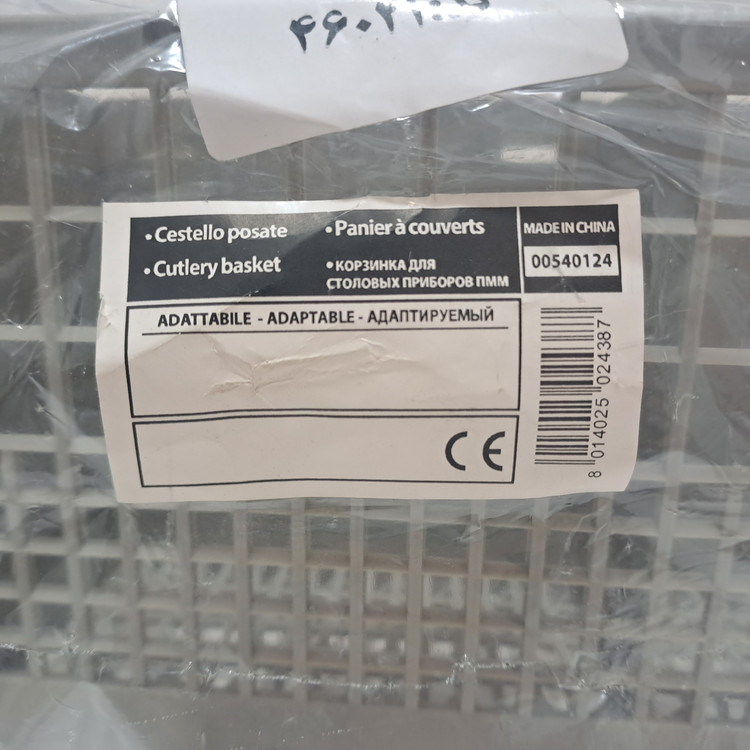 • Cestello posate
• Cutlery basket
• Panier à couverts
• КОРЗИНКА ДЛЯ
СТОЛОВЫХ ПРИБОРОВ ПММ
MADE IN CHINA
00540124
ADATTABILE - ADAPTABLE - АДАПТИРУЕМЫЙ
CE
8 014025 024387